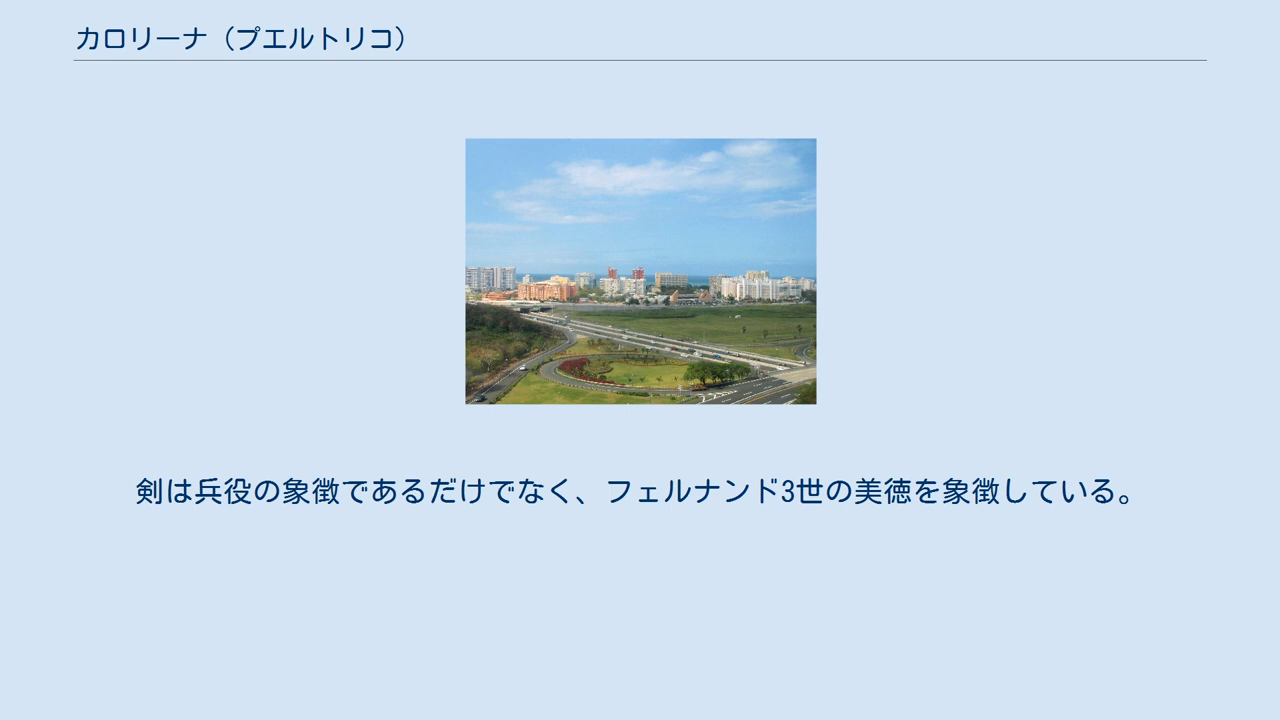 カロリーナ（プエルトリコ）
剣は兵役の象徴であるだけでなく、フェルナンド3世の美徳を象徴している。